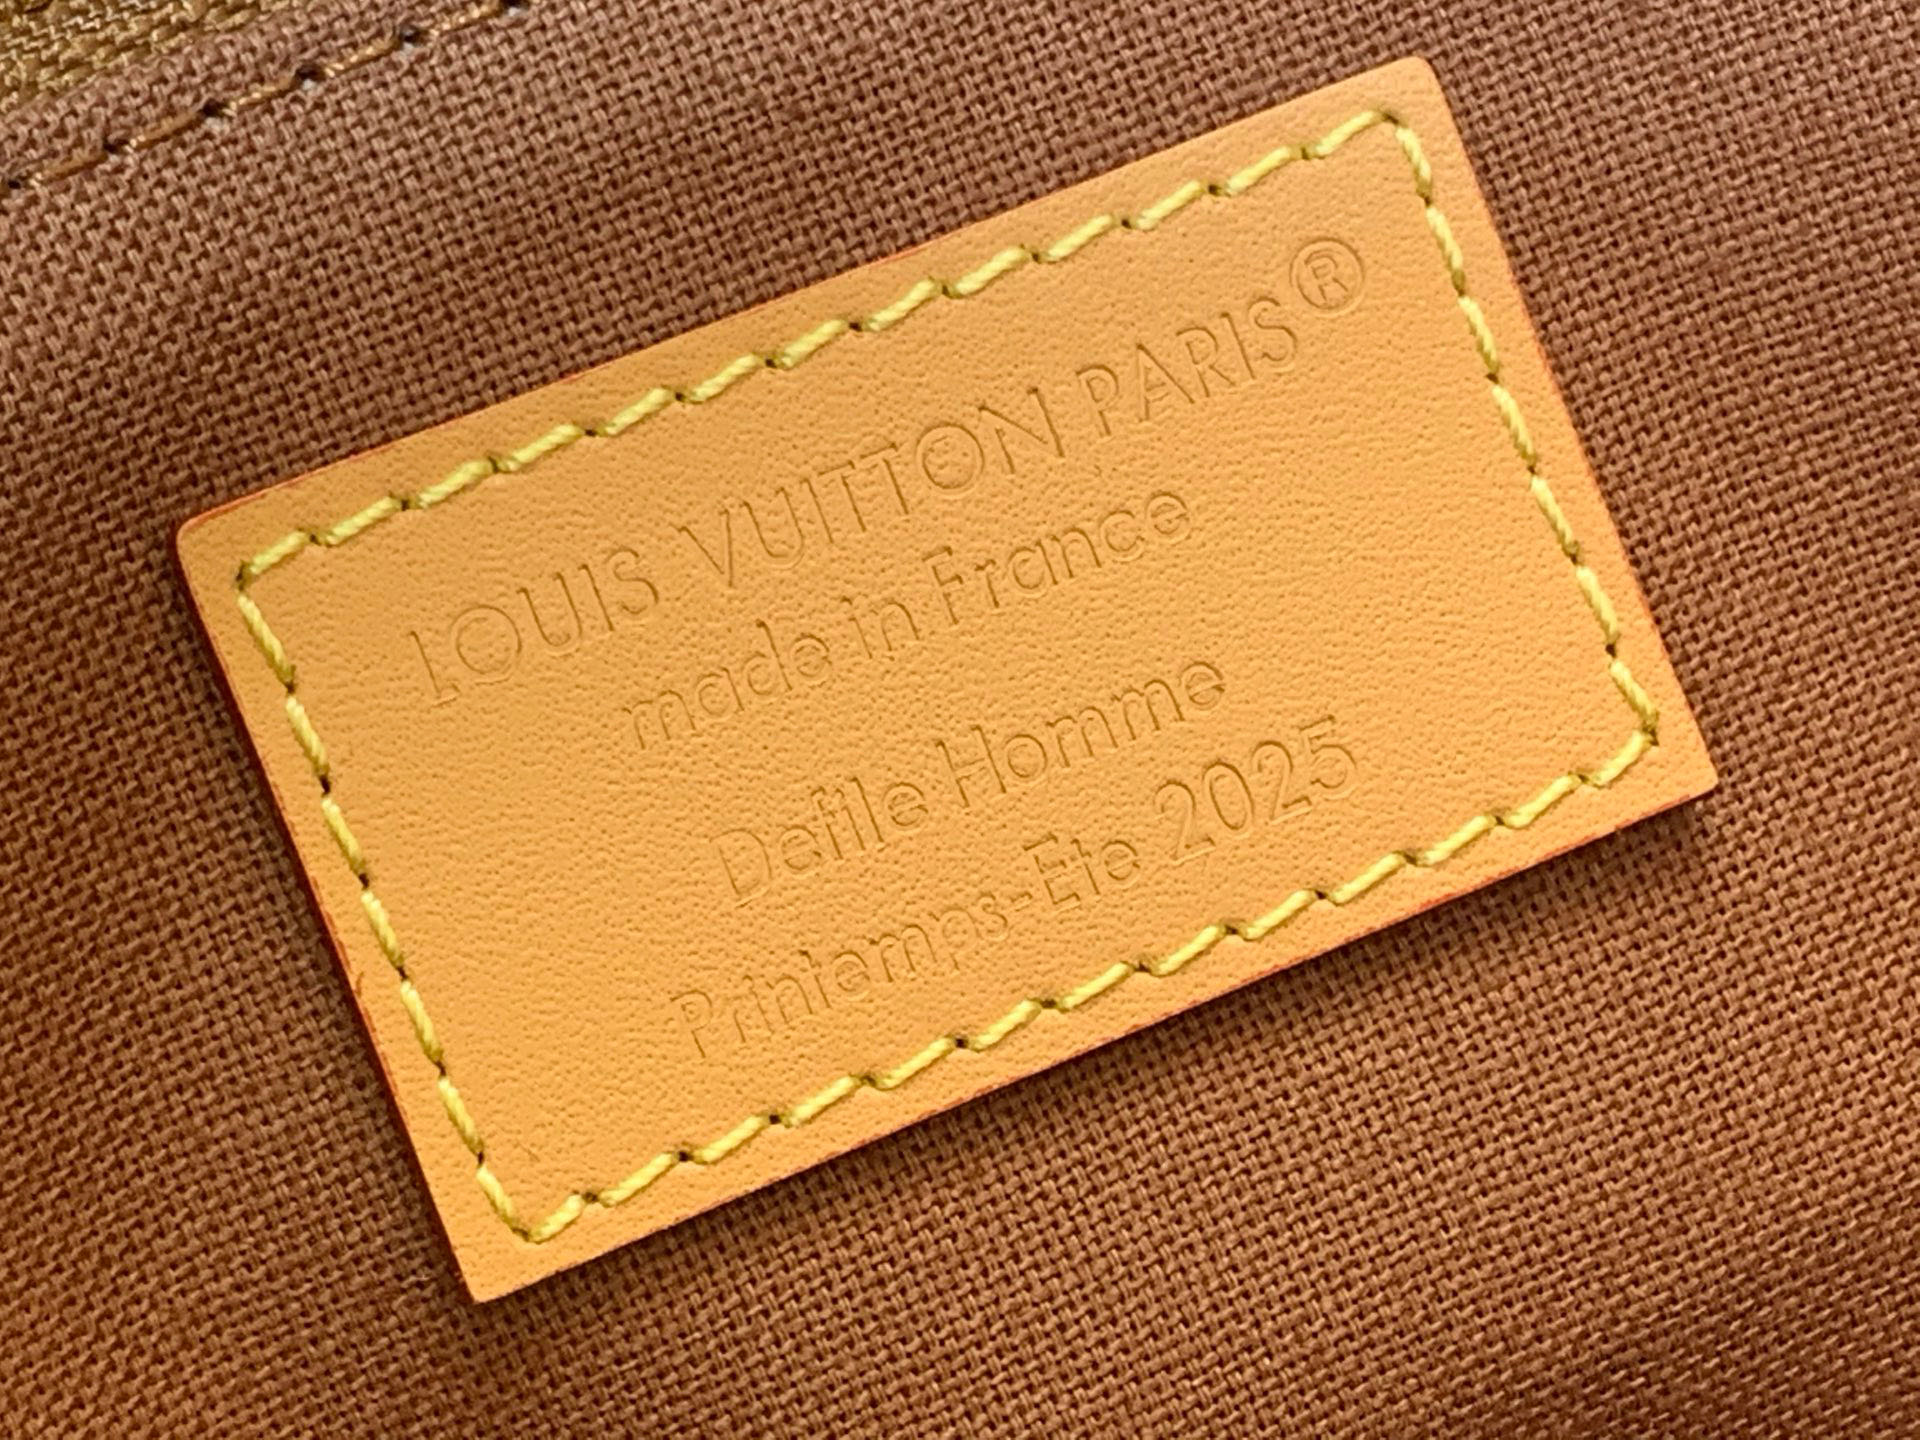 LOUIS VUITTON PARIS®
made in France
Defile Homme
Printemps-Ete 2025